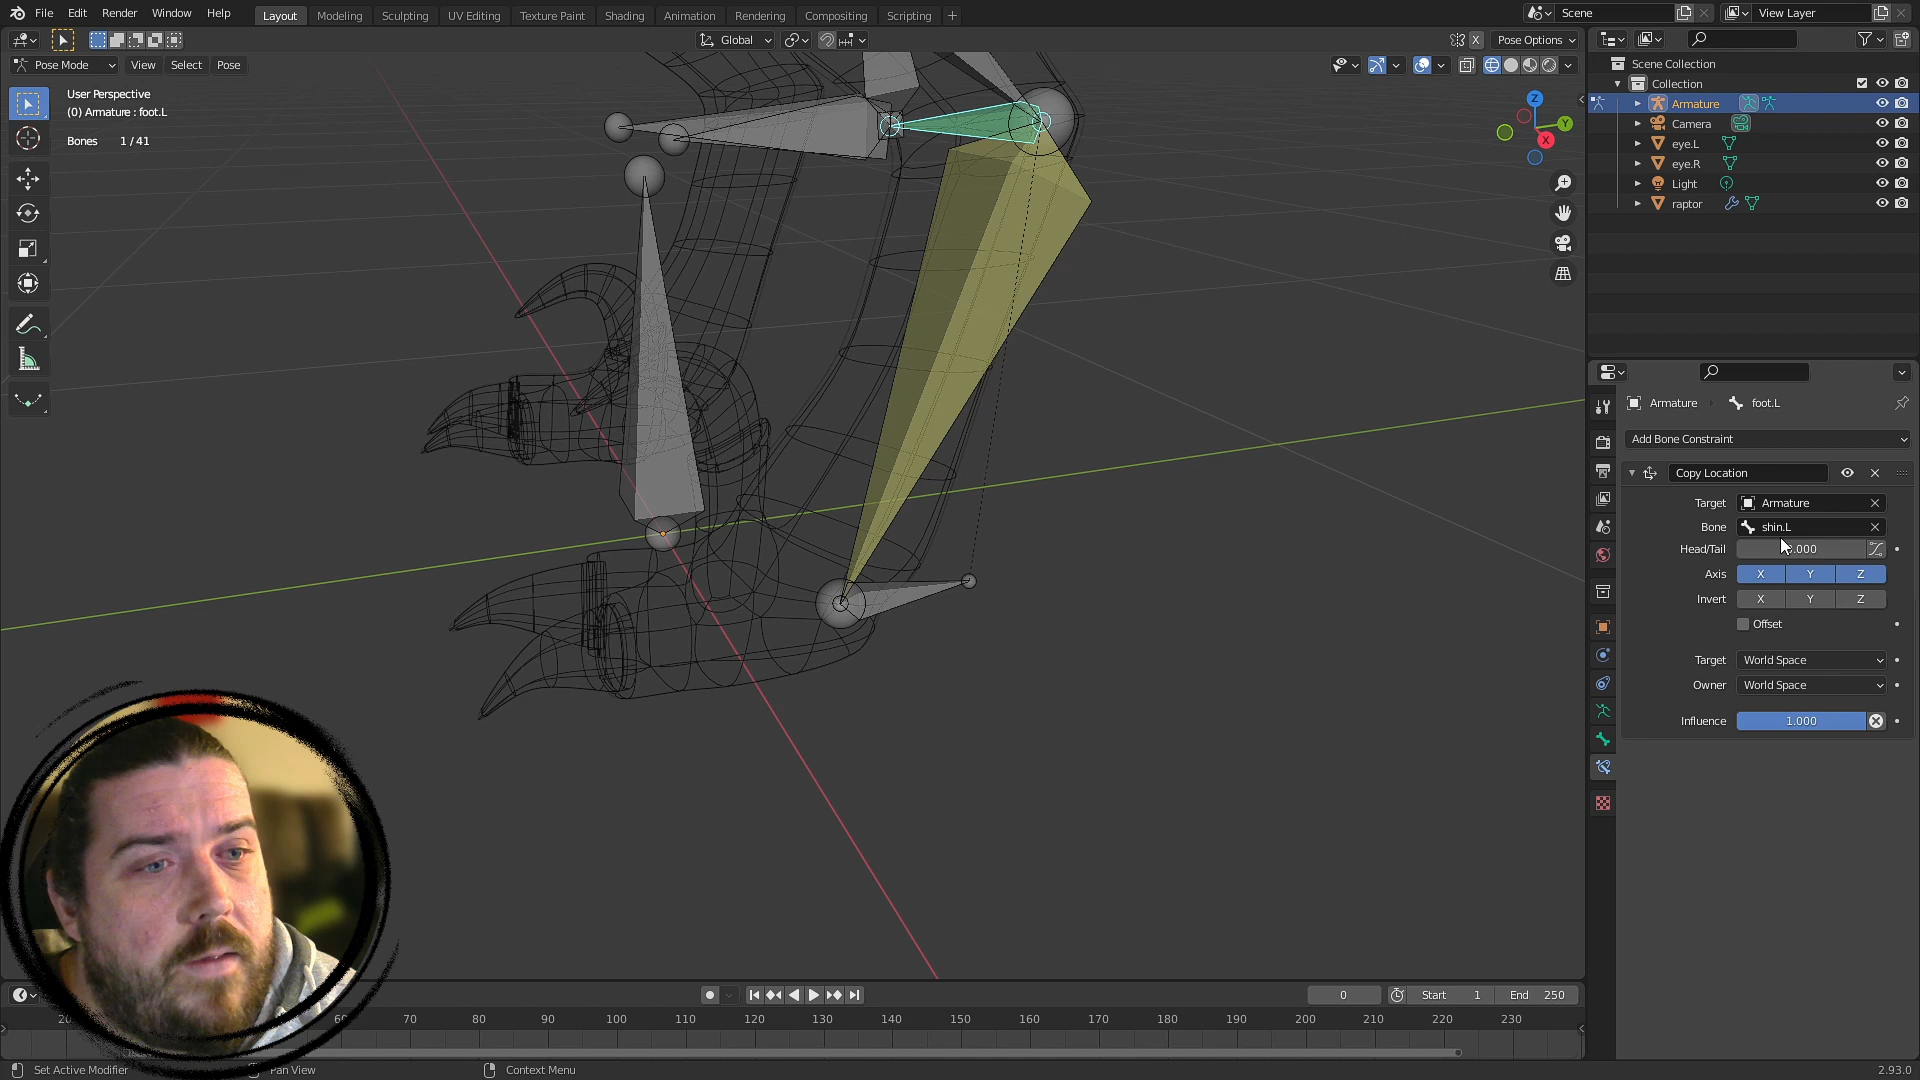 File Edit Render Window Help
Layout Modeling Sculpting UV Editing Texture Paint Shading Animation Rendering Compositing Scripting +
Scene
View Layer
Global
X Pose Options
Pose Mode View Select Pose
User Perspective
(0) Armature : foot.L
Bones 1 / 41
Z
Y
X
Scene Collection
Collection
Armature
Camera
eye.L
eye.R
Light
raptor
Armature foot.L
Add Bone Constraint
Copy Location
Target Armature
Bone shin.L
Head/Tail .000
Axis X Y Z
Invert X Y Z
Offset
Target World Space
Owner World Space
Influence 1.000
0 Start 1 End 250
20 60 70 80 90 100 110 120 130 140 150 160 170 180 190 200 210 220 230
Set Active Modifier Pan View Context Menu 2.93.0